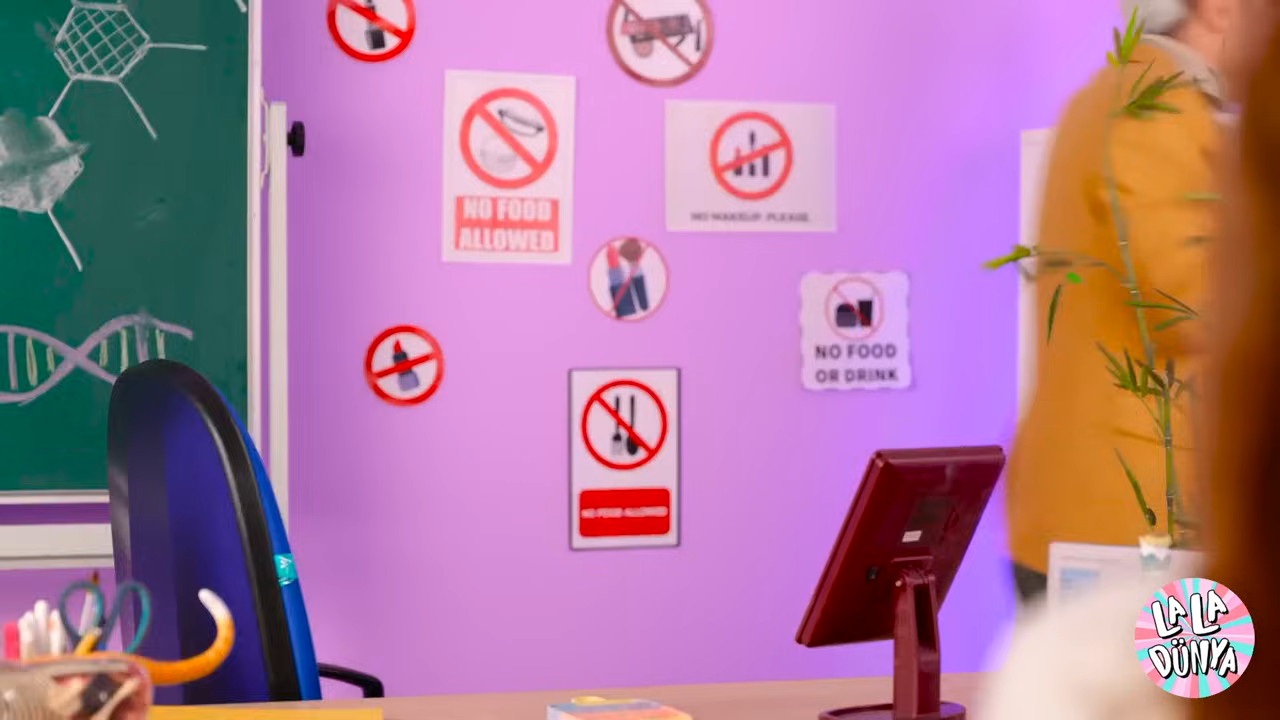 NO FOOD
ALLOWED
NO MAKEUP PLEASE
NO FOOD
OR DRINK
NO FOOD ALLOWED
LA LA
DÜNYA